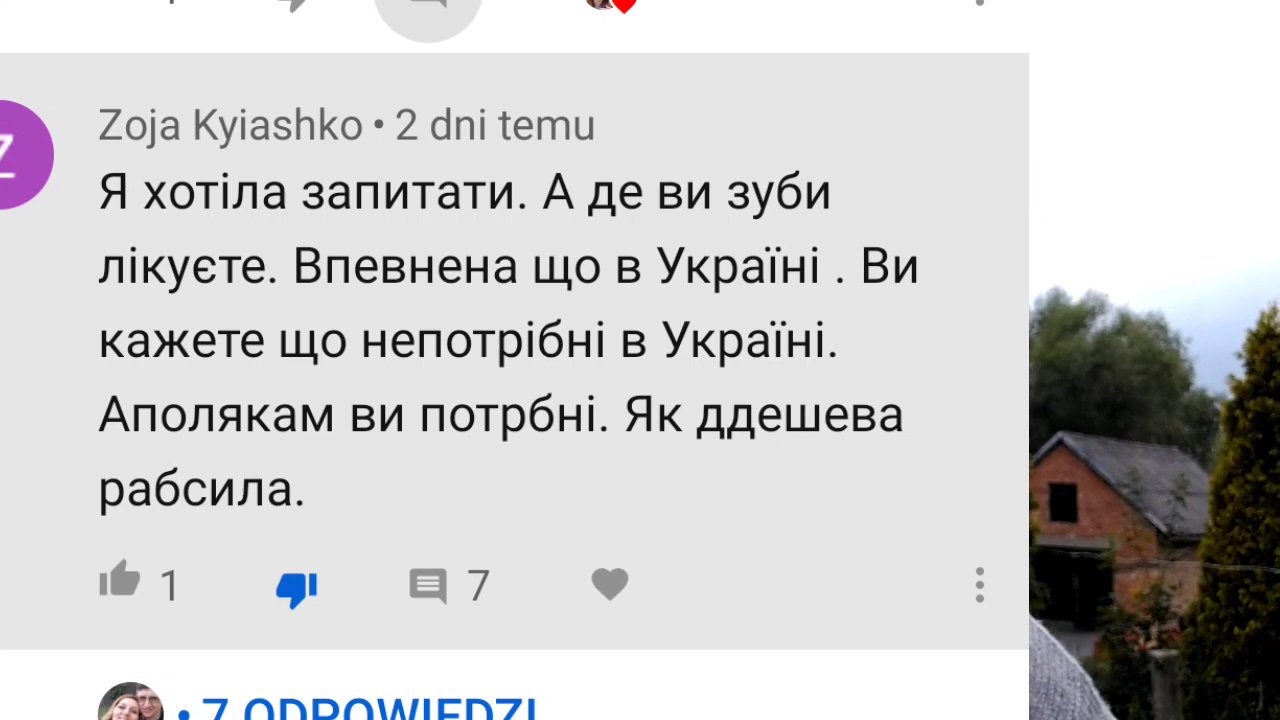 Z
Zoja Kyiashko • 2 dni temu
Я хотіла запитати. А де ви зуби
лікуєте. Впевнена що в Україні . Ви
кажете що непотрібні в Україні.
Аполякам ви потрбні. Як ддешева
рабсила.
1 7
• 7 ODPOWIEDZI